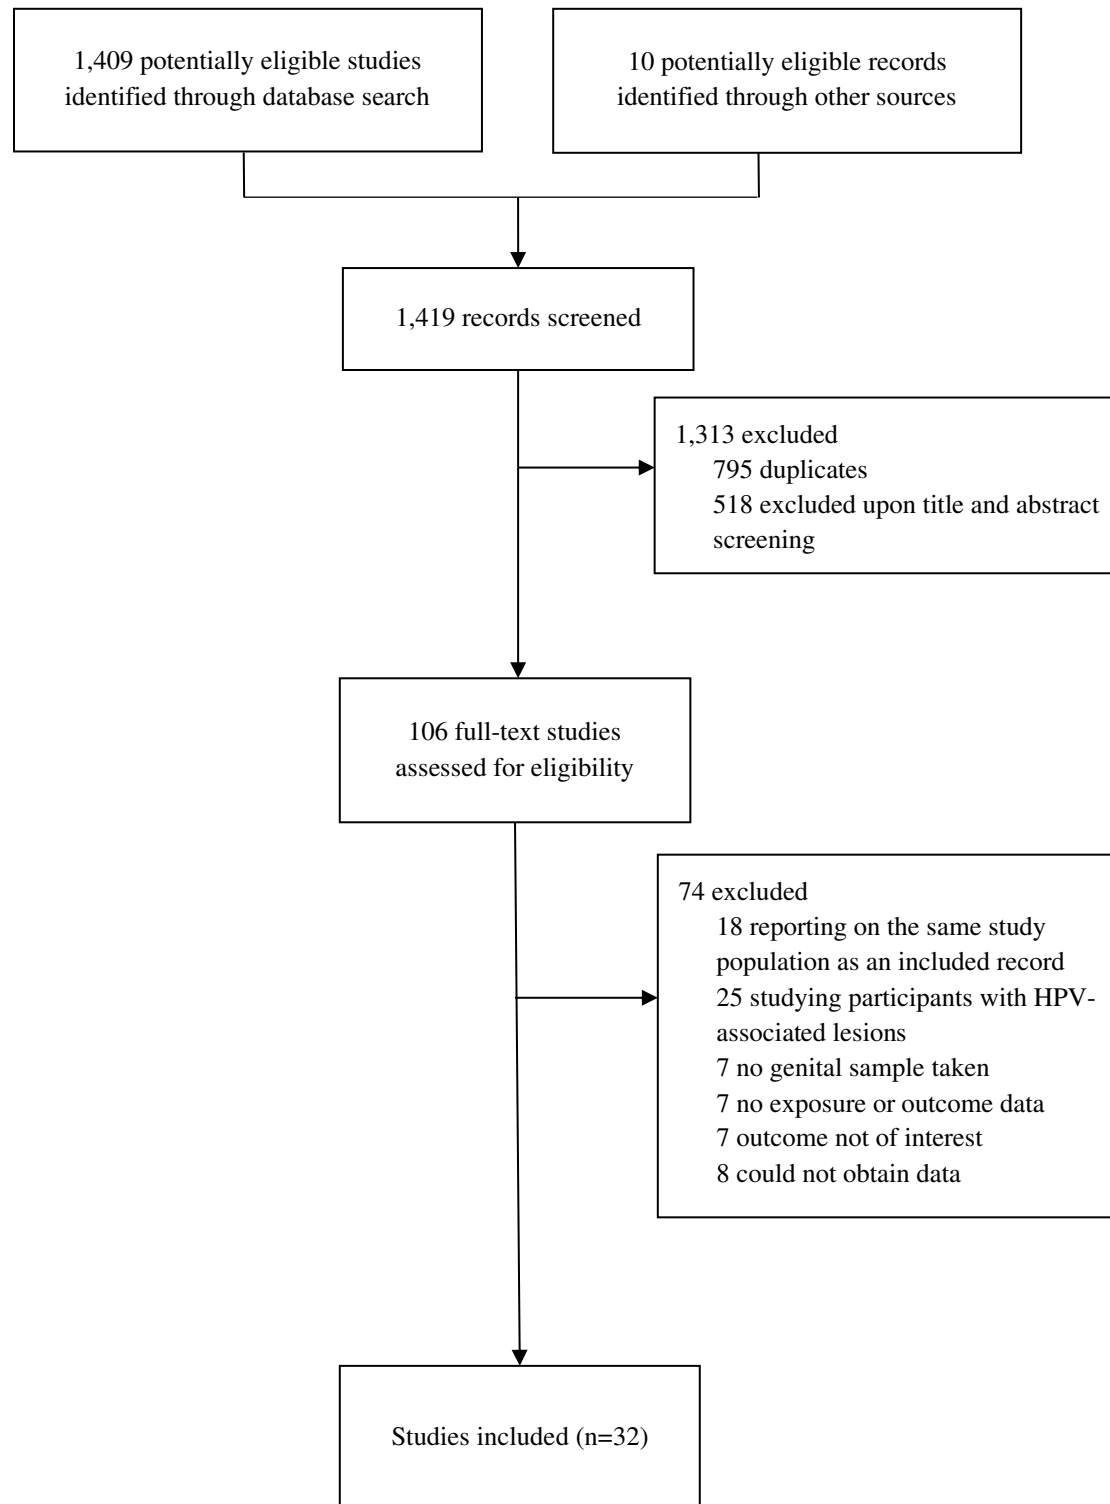 1,409 potentially eligible studies
identified through database search
10 potentially eligible records
identified through other sources
1,419 records screened
1,313 excluded
795 duplicates
518 excluded upon title and abstract
screening
106 full-text studies
assessed for eligibility
74 excluded
18 reporting on the same study
population as an included record
25 studying participants with HPV-
associated lesions
7 no genital sample taken
7 no exposure or outcome data
7 outcome not of interest
8 could not obtain data
Studies included (n=32)